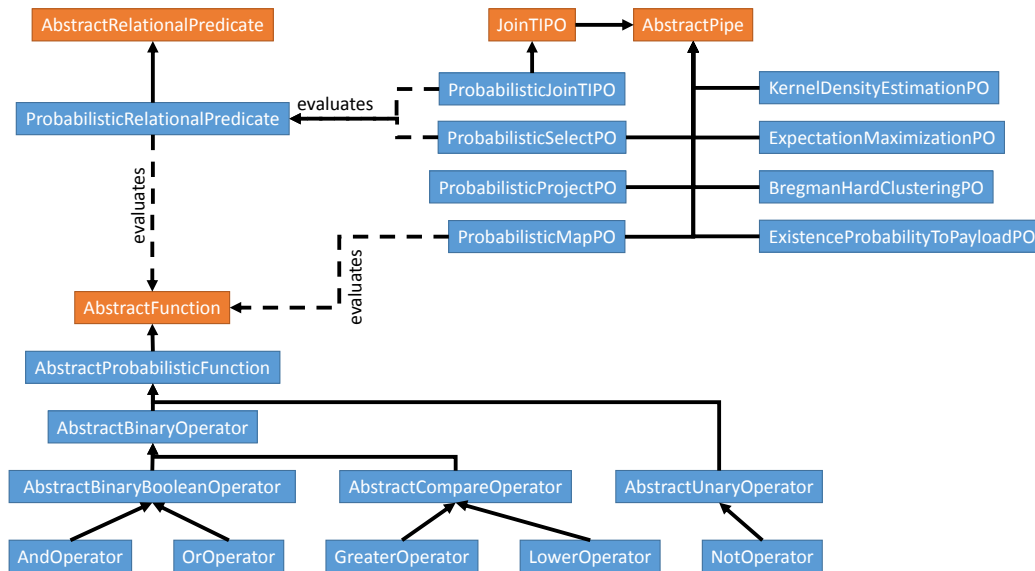 AbstractRelationalPredicate
JoinTIPO
AbstractPipe
ProbabilisticRelationalPredicate
evaluates
ProbabilisticJoinTIPO
KernelDensityEstimationPO
ProbabilisticSelectPO
ExpectationMaximizationPO
ProbabilisticProjectPO
BregmanHardClusteringPO
evaluates
ProbabilisticMapPO
ExistenceProbabilityToPayloadPO
evaluates
AbstractFunction
AbstractProbabilisticFunction
AbstractBinaryOperator
AbstractBinaryBooleanOperator
AbstractCompareOperator
AbstractUnaryOperator
AndOperator
OrOperator
GreaterOperator
LowerOperator
NotOperator